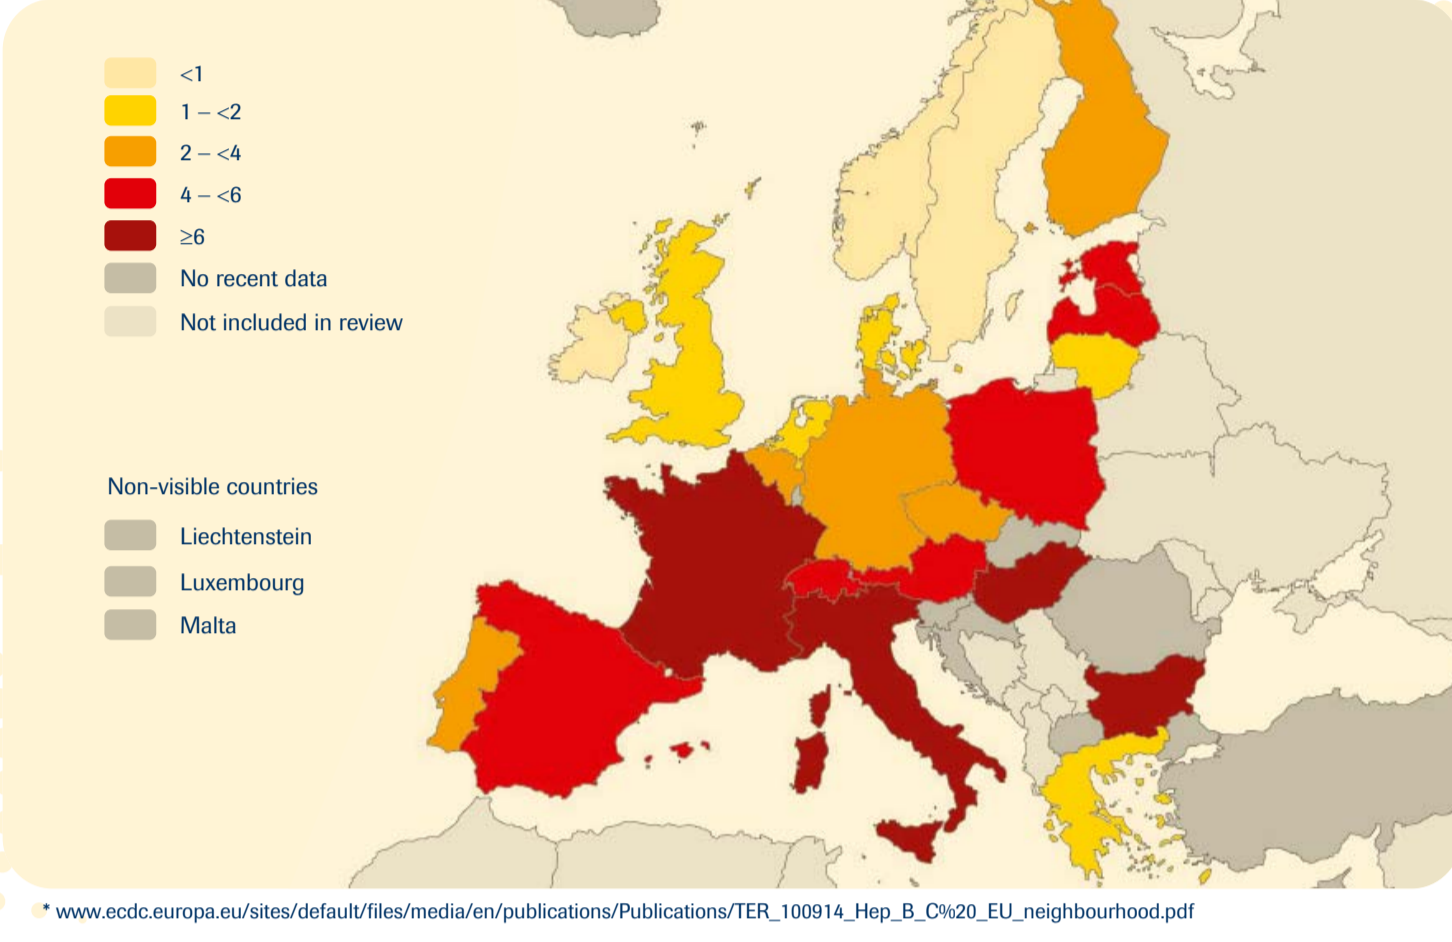 <1
1 – <2
2 – <4
4 – <6
≥6
No recent data
Not included in review
Non-visible countries
Liechtenstein
Luxembourg
Malta
* www.ecdc.europa.eu/sites/default/files/media/en/publications/Publications/TER_100914_Hep_B_C%20_EU_neighbourhood.pdf